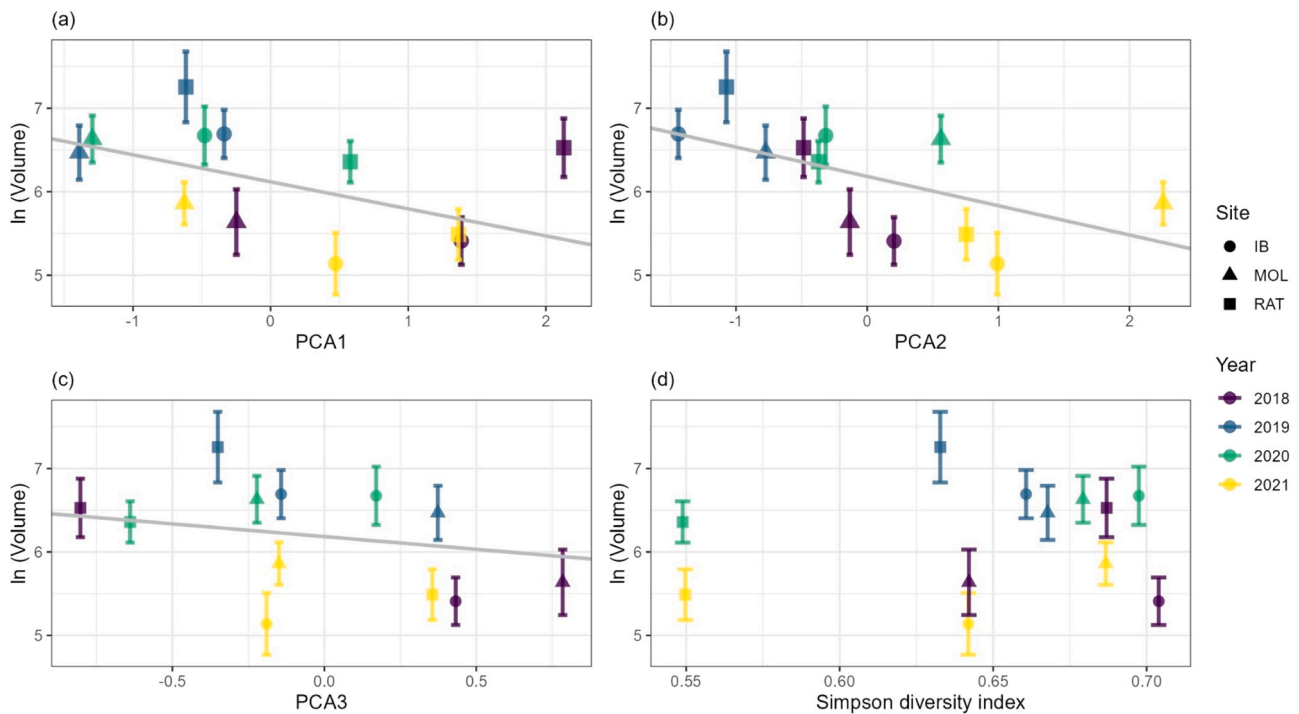 (a)
ln (Volume)
7
6
5
-1 0 1 2
PCA1
(b)
ln (Volume)
7
6
5
-1 0 1 2
PCA2
(c)
ln (Volume)
7
6
5
-0.5 0.0 0.5
PCA3
(d)
ln (Volume)
7
6
5
0.55 0.60 0.65 0.70
Simpson diversity index
Site
IB
MOL
RAT
Year
2018
2019
2020
2021